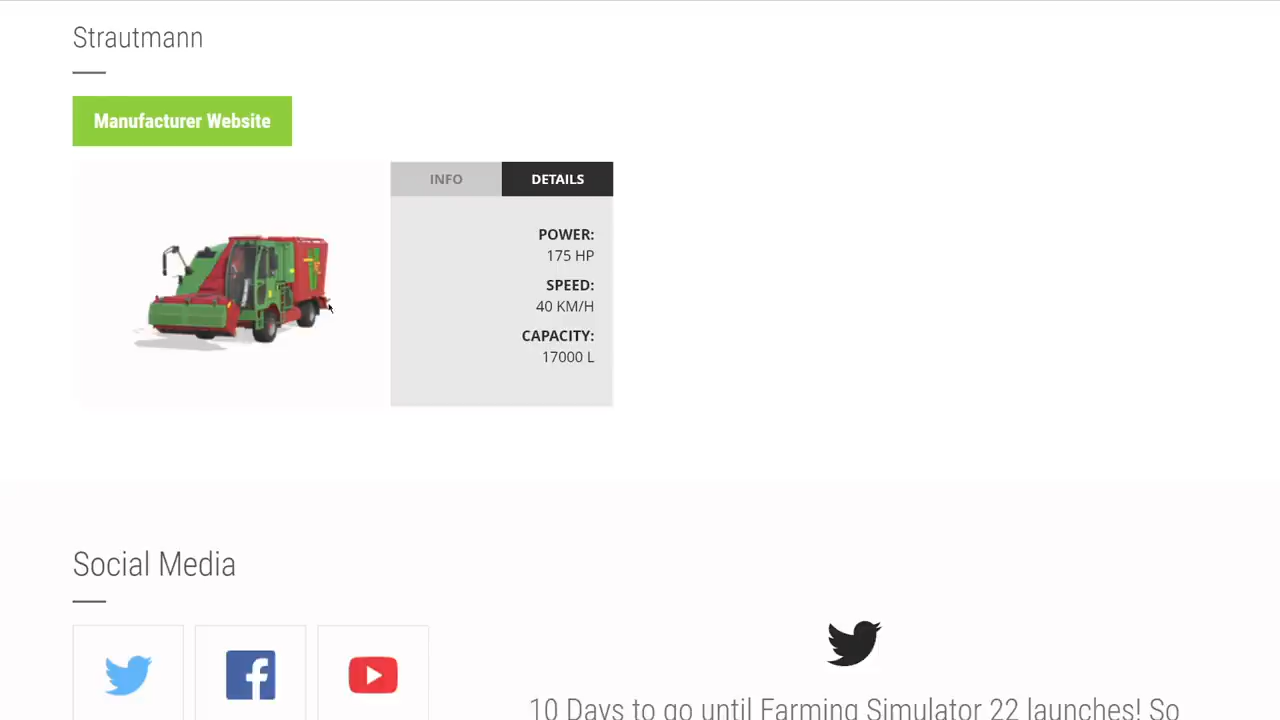 Strautmann
Manufacturer Website
INFO
DETAILS
POWER:
175 HP
SPEED:
40 KM/H
CAPACITY:
17000 L
Social Media
10 Days to go until Farming Simulator 22 launches! So